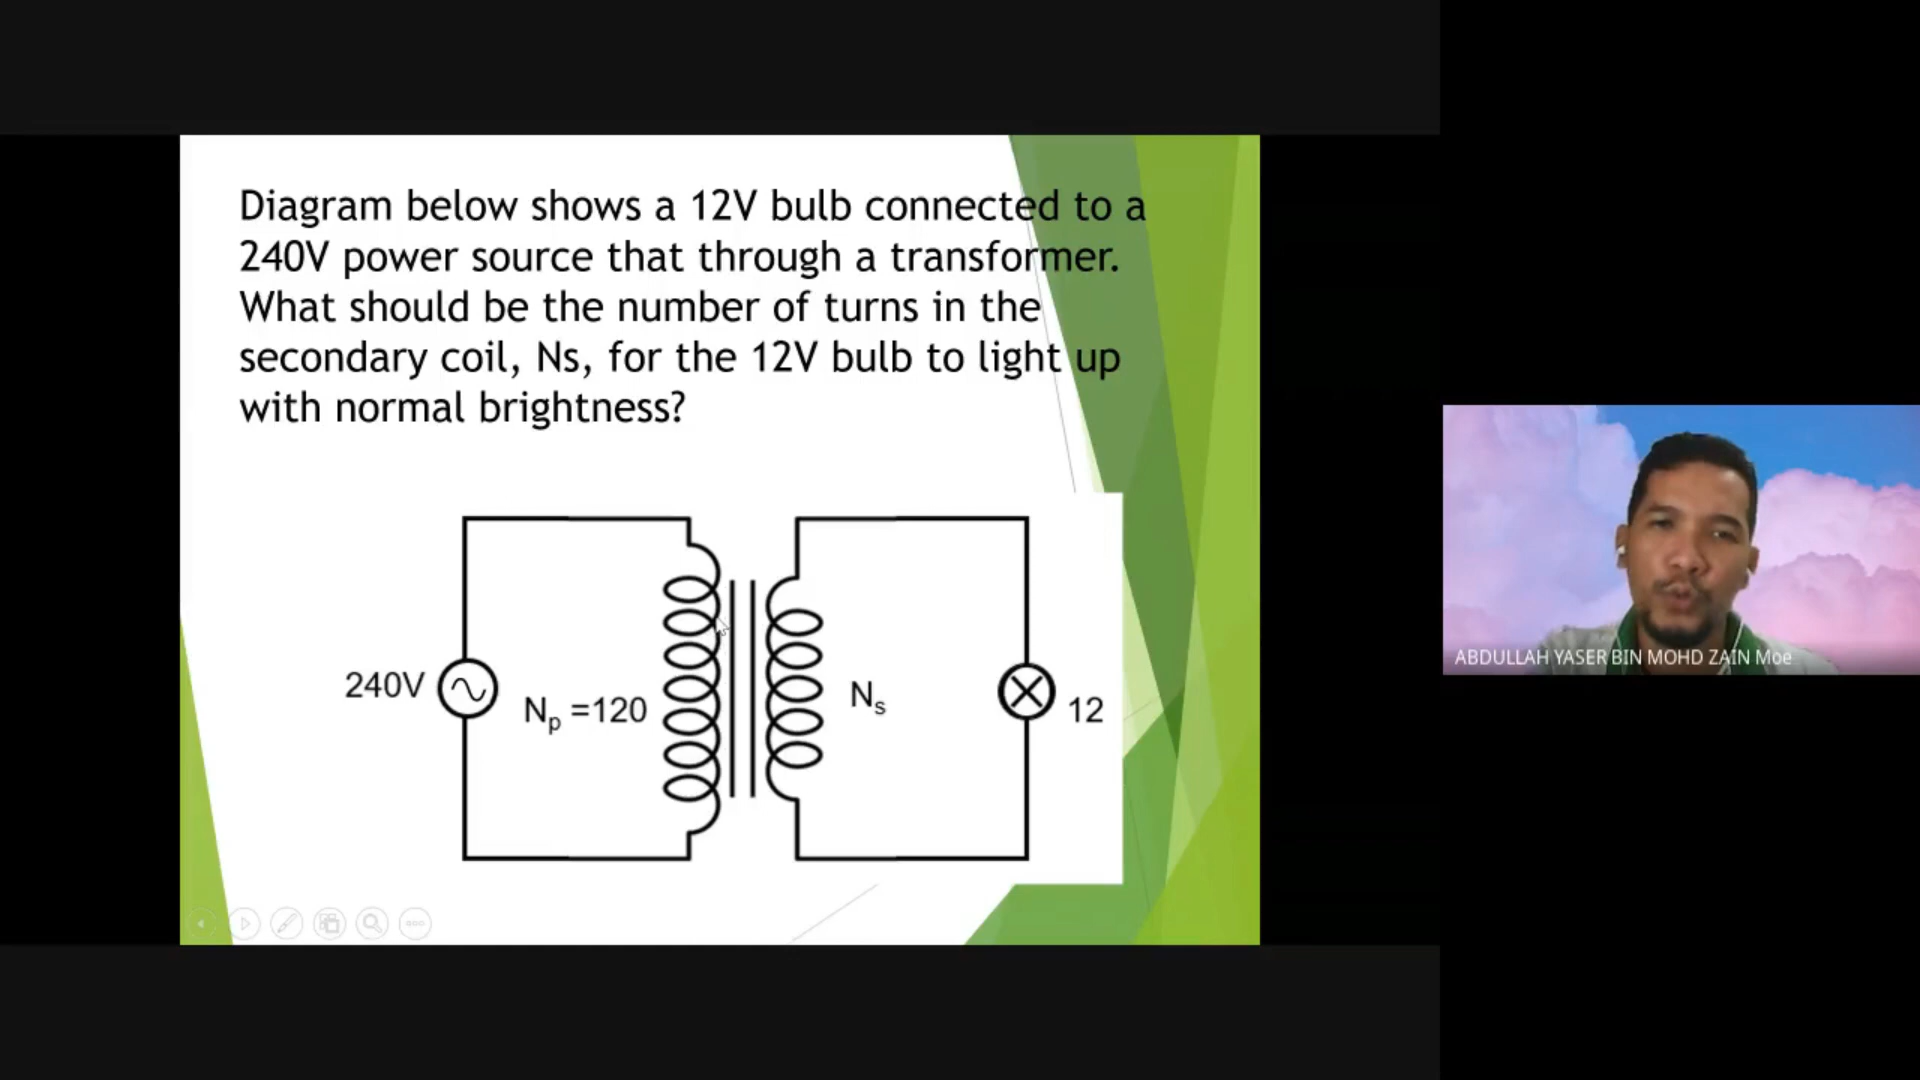 Diagram below shows a 12V bulb connected to a
240V power source that through a transformer.
What should be the number of turns in the
secondary coil, Ns, for the 12V bulb to light up
with normal brightness?
240V
Np =120
Ns
12
ABDULLAH YASER BIN MOHD ZAIN Moe